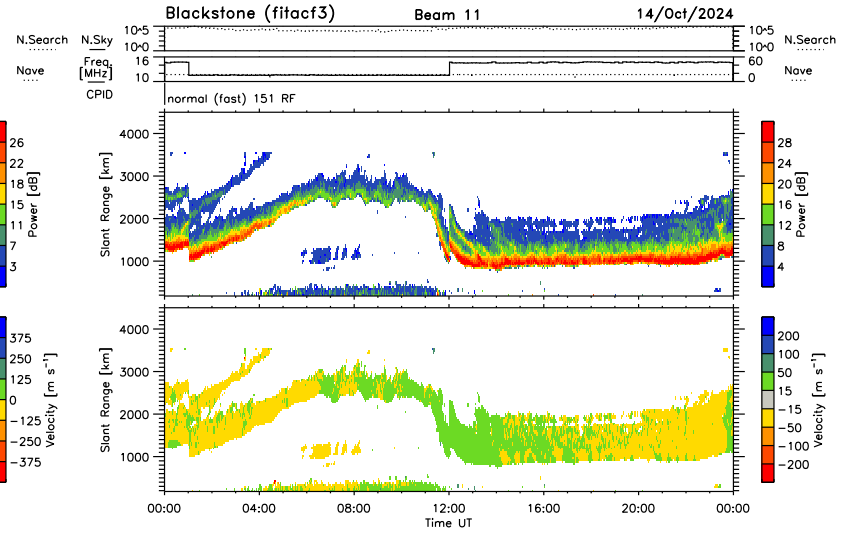 Blackstone (fitacf3) Beam 11 14/Oct/2024
N.Search N.Sky 10^5 10^5 N.Search
10^0 10^0
Nave Freq. [MHz] 16 60 Nave
10 0
CPID normal (fast) 151 RF
26 22 18 15 11 7 3
Power [dB]
Slant Range [km]
4000
3000
2000
1000
28 24 20 16 12 8 4
Power [dB]
375 250 125 0 −125 −250 −375
Velocity [m s⁻¹]
Slant Range [km]
4000
3000
2000
1000
200 100 50 15 −15 −50 −100 −200
Velocity [m s⁻¹]
00:00 04:00 08:00 12:00 16:00 20:00 00:00
Time UT